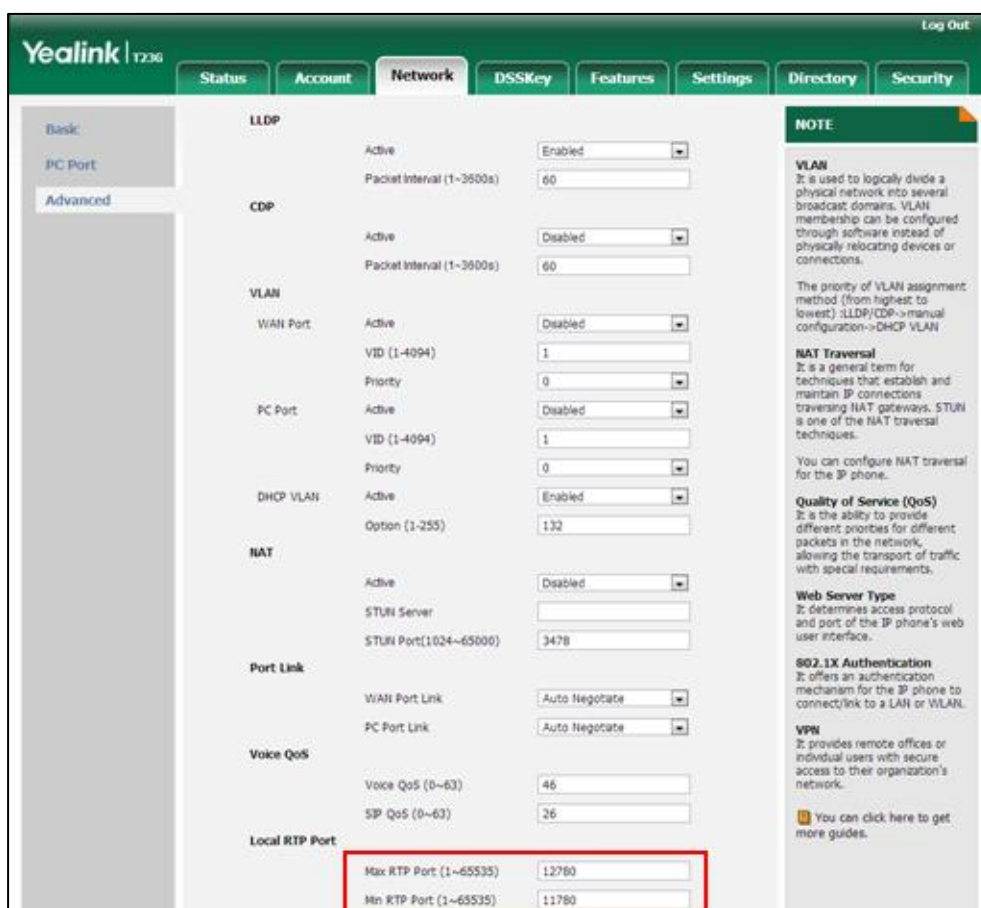 Log Out
Yealink | T23G
Status Account Network DSSKey Features Settings Directory Security
Basic
PC Port
Advanced
LLDP
Active Enabled
Packet Interval (1~3600s) 60
CDP
Active Disabled
Packet Interval (1~3600s) 60
VLAN
WAN Port Active Disabled
VID (1-4094) 1
Priority 0
PC Port Active Disabled
VID (1-4094) 1
Priority 0
DHCP VLAN Active Enabled
Option (1-255) 132
NAT
Active Disabled
STUN Server
STUN Port(1024~65000) 3478
Port Link
WAN Port Link Auto Negotiate
PC Port Link Auto Negotiate
Voice QoS
Voice QoS (0~63) 46
SIP QoS (0~63) 26
Local RTP Port
Max RTP Port (1~65535) 12780
Min RTP Port (1~65535) 11780
NOTE
VLAN
It is used to logically divide a
physical network into several
broadcast domains. VLAN
membership can be configured
through software instead of
physically relocating devices or
connections.
The priority of VLAN assignment
method (from highest to
lowest) :LLDP/CDP->manual
configuration->DHCP VLAN
NAT Traversal
It is a general term for
techniques that establish and
maintain IP connections
traversing NAT gateways. STUN
is one of the NAT traversal
techniques.
You can configure NAT traversal
for the IP phone.
Quality of Service (QoS)
It is the ability to provide
different priorities for different
packets in the network,
allowing the transport of traffic
with special requirements.
Web Server Type
It determines access protocol
and port of the IP phone's web
user interface.
802.1X Authentication
It offers an authentication
mechanism for the IP phone to
connect/link to a LAN or WLAN.
VPN
It provides remote offices or
individual users with secure
access to their organization's
network.
You can click here to get
more guides.